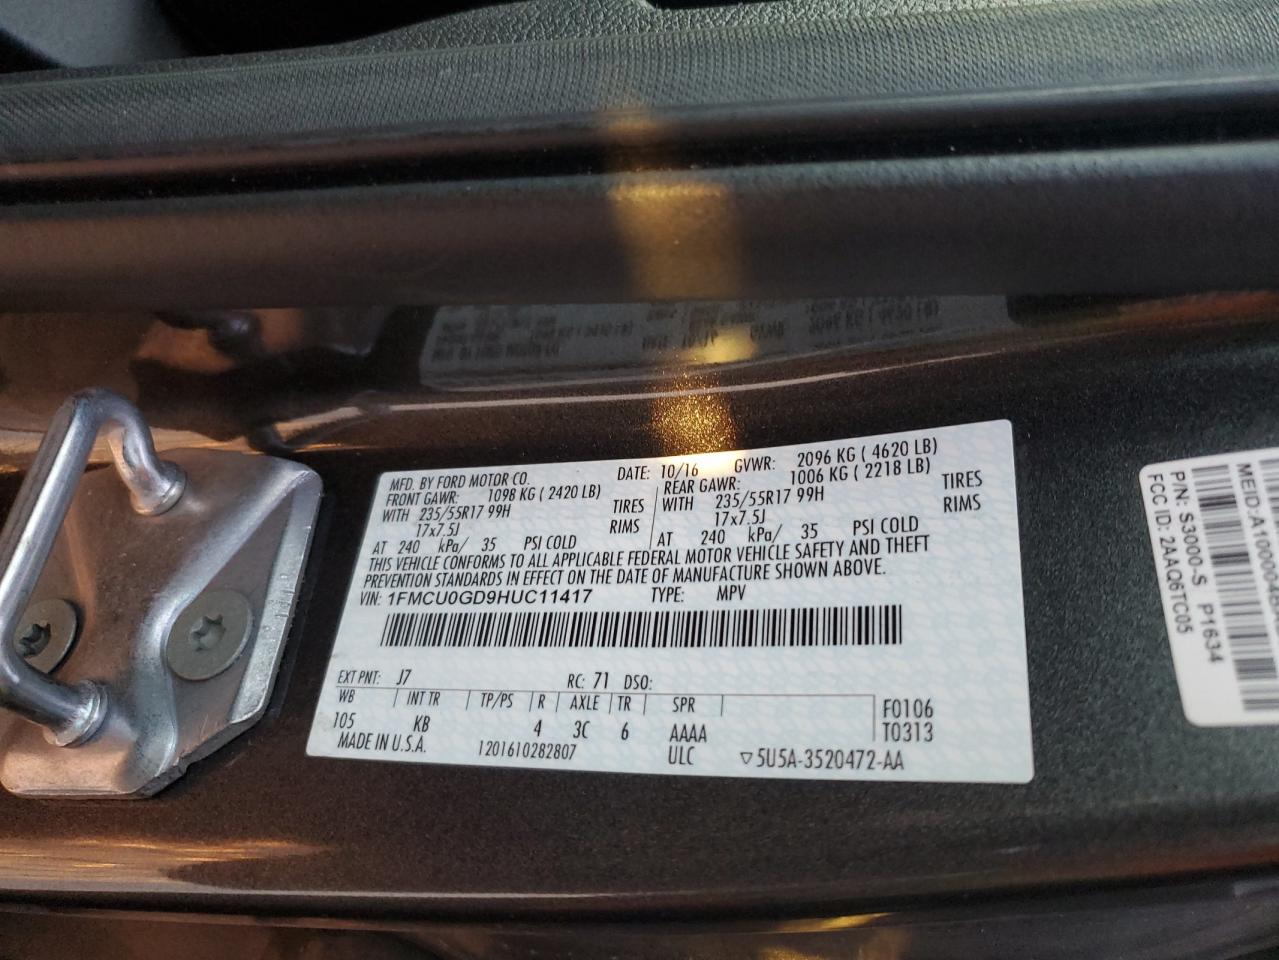 MFD. BY FORD MOTOR CO. DATE: 10/16 GVWR: 2096 KG ( 4620 LB)
FRONT GAWR: 1098 KG ( 2420 LB) REAR GAWR: 1006 KG ( 2218 LB)
WITH 235/55R17 99H TIRES WITH 235/55R17 99H TIRES
17x7.5J RIMS 17x7.5J RIMS
AT 240 kPa/ 35 PSI COLD AT 240 kPa/ 35 PSI COLD
THIS VEHICLE CONFORMS TO ALL APPLICABLE FEDERAL MOTOR VEHICLE SAFETY AND THEFT
PREVENTION STANDARDS IN EFFECT ON THE DATE OF MANUFACTURE SHOWN ABOVE.
VIN: 1FMCU0GD9HUC11417 TYPE: MPV
EXT PNT: J7 RC: 71 DSO:
WB INT TR TP/PS R AXLE TR SPR F0106
105 KB 4 3C 6 AAAA T0313
MADE IN U.S.A. 1201610282807 ULC ▽5U5A-3520472-AA
P/N: S3000-S P1634
FCC ID: 2AAQ6TC05